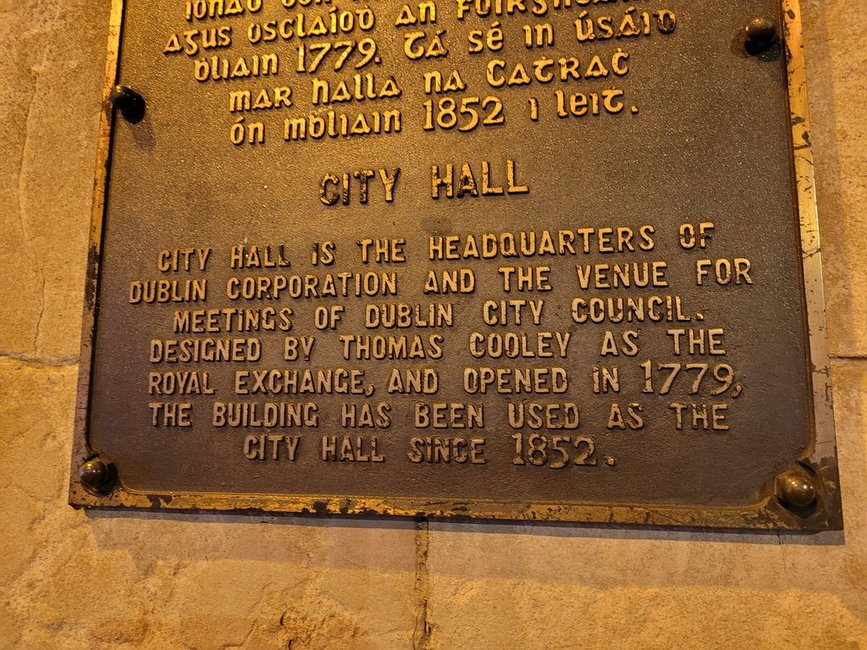 agus osclaíoḋ an
bliain 1779. Tá sé in úsáid
mar Halla na Catraċ
ón mbliain 1852 i leiṫ.
CITY HALL
CITY HALL IS THE HEADQUARTERS OF
DUBLIN CORPORATION AND THE VENUE FOR
MEETINGS OF DUBLIN CITY COUNCIL.
DESIGNED BY THOMAS COOLEY AS THE
ROYAL EXCHANGE, AND OPENED IN 1779,
THE BUILDING HAS BEEN USED AS THE
CITY HALL SINCE 1852.